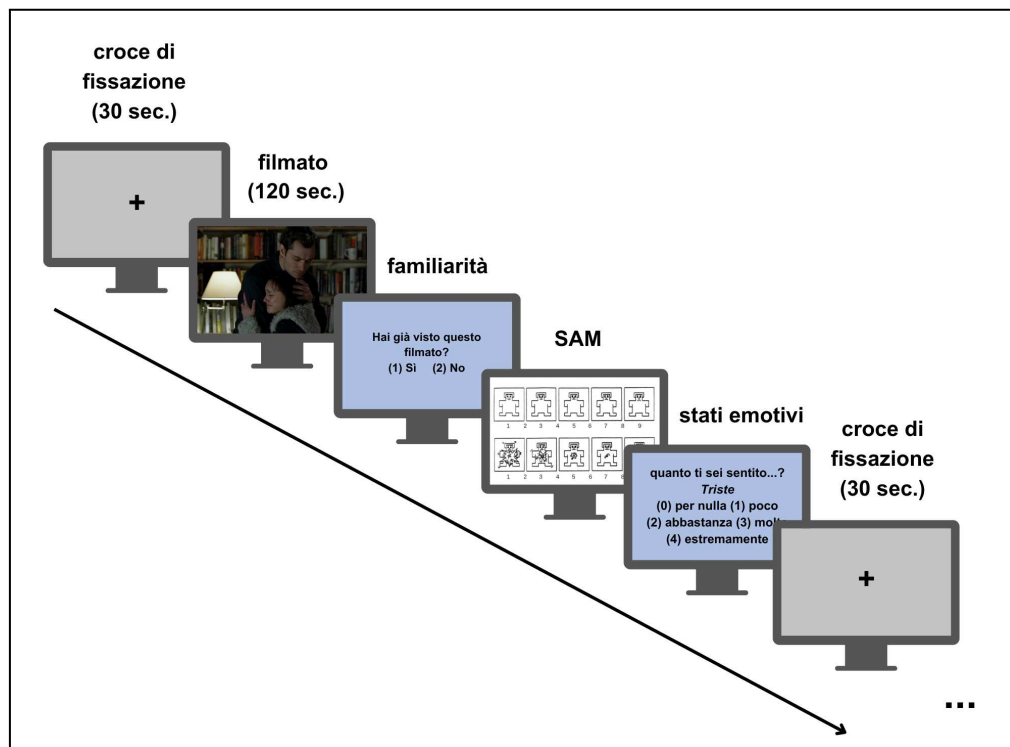 croce di
fissazione
(30 sec.)
+
filmato
(120 sec.)
familiarità
Hai già visto questo
filmato?
(1) Sì (2) No
SAM
1 2 3 4 5 6 7 8 9
1 2 3 4 5 6 7 8
stati emotivi
quanto ti sei sentito...?
Triste
(0) per nulla (1) poco
(2) abbastanza (3) molto
(4) estremamente
croce di
fissazione
(30 sec.)
+
...